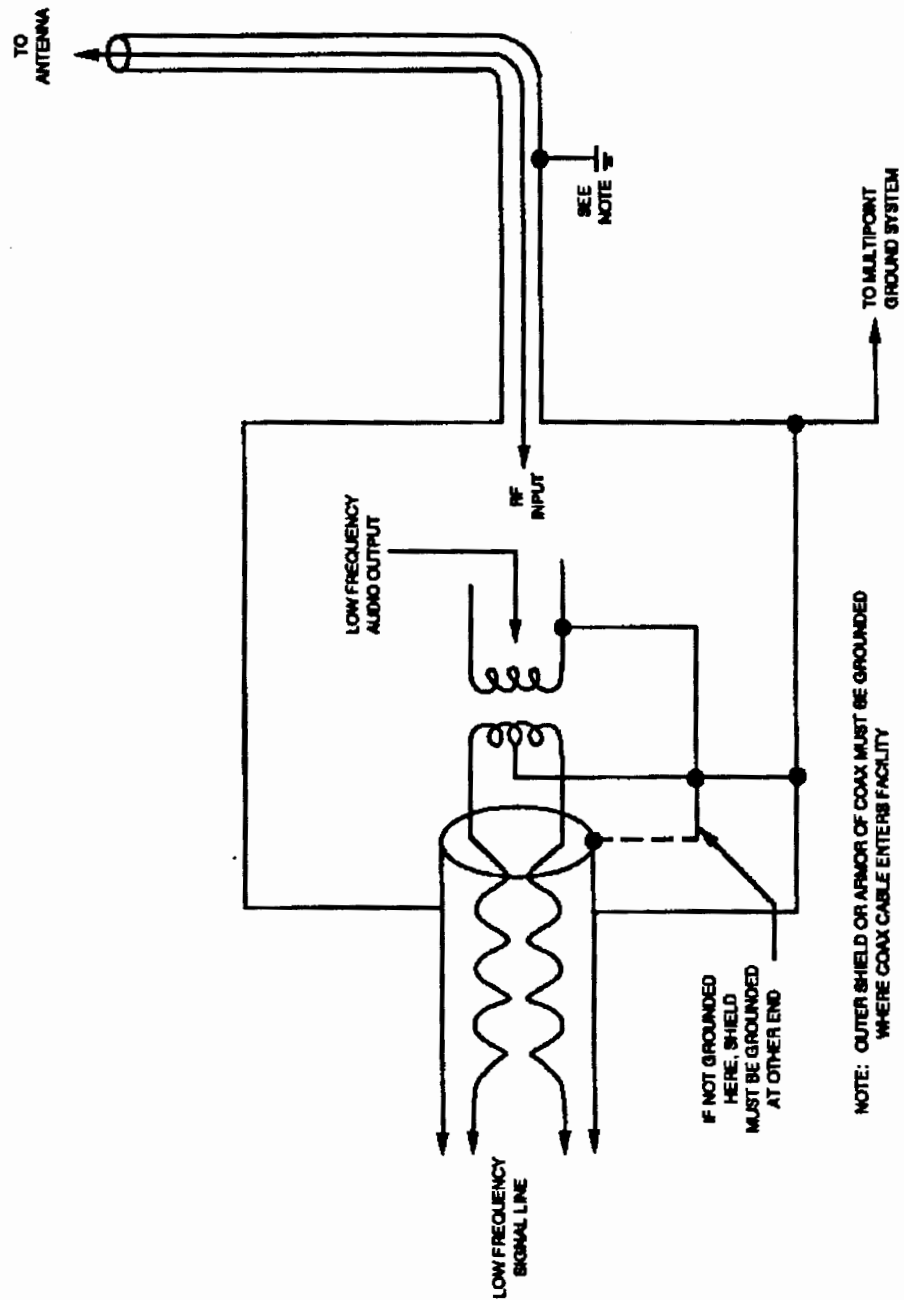 TO
ANTENNA
SEE
NOTE
TO MULTIPOINT
GROUND SYSTEM
RF
INPUT
LOW FREQUENCY
AUDIO OUTPUT
IF NOT GROUNDED
HERE, SHIELD
MUST BE GROUNDED
AT OTHER END
LOW FREQUENCY
SIGNAL LINE
NOTE: OUTER SHIELD OR ARMOR OF COAX MUST BE GROUNDED
WHERE COAX CABLE ENTERS FACILITY